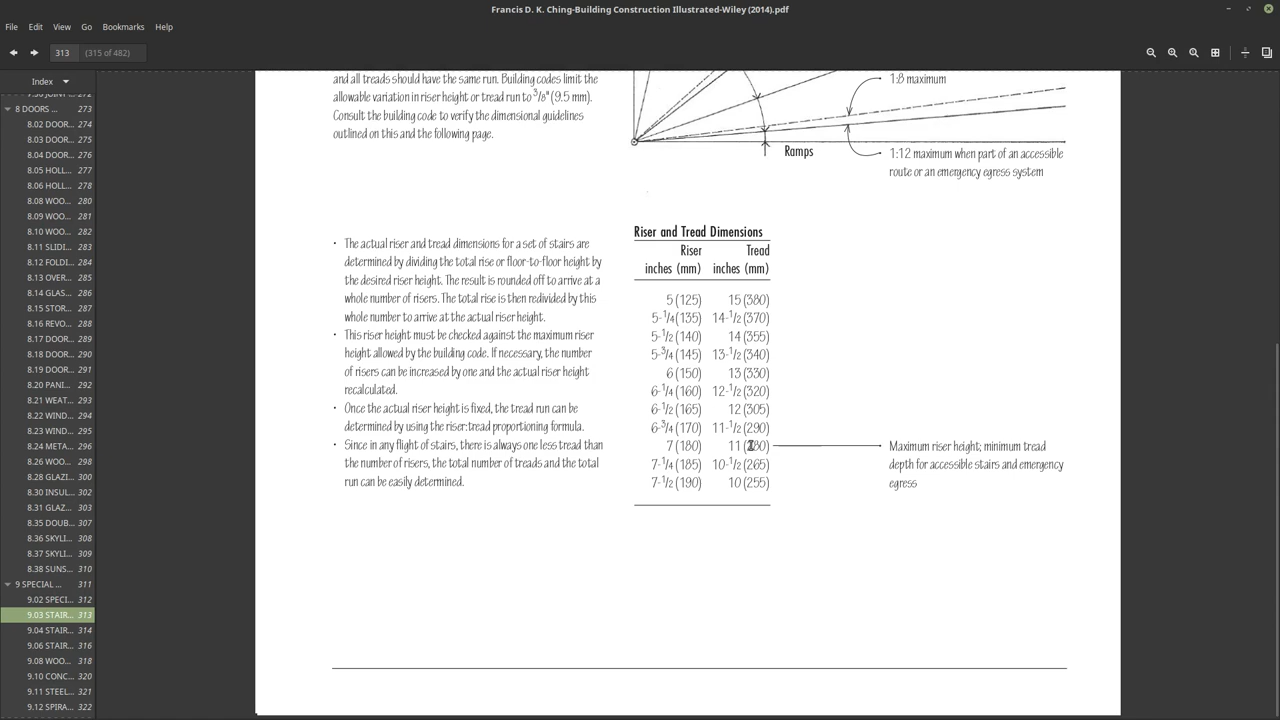 Francis D. K. Ching-Building Construction Illustrated-Wiley (2014).pdf
File Edit View Go Bookmarks Help
313 (315 of 482)
Index
8 DOORS ... 273
8.02 DOOR... 274
8.03 DOOR... 275
8.04 DOOR... 276
8.05 HOLL... 277
8.06 HOLL... 278
8.08 WOO... 280
8.09 WOO... 281
8.10 WOO... 282
8.11 SLIDI... 283
8.12 FOLDI... 284
8.13 OVER... 285
8.14 GLAS... 286
8.15 STOR... 287
8.16 REVO... 288
8.17 DOOR... 289
8.18 DOOR... 290
8.19 DOOR... 291
8.20 PANI... 292
8.21 WEAT... 293
8.22 WIND... 294
8.23 WIND... 295
8.24 META... 296
8.26 WOO... 298
8.28 GLAZI... 300
8.30 INSUL... 302
8.31 GLAZ... 303
8.35 DOUB... 307
8.36 SKYLI... 308
8.37 SKYLI... 309
8.38 SUNS... 310
9 SPECIAL ... 311
9.02 SPECI... 312
9.03 STAIR... 313
9.04 STAIR... 314
9.06 STAIR... 316
9.08 WOO... 318
9.10 CONC... 320
9.11 STEEL... 321
9.12 SPIRA... 322
and all treads should have the same run. Building codes limit the
allowable variation in riser height or tread run to 3/8" (9.5 mm).
Consult the building code to verify the dimensional guidelines
outlined on this and the following page.
1:8 maximum
Ramps
1:12 maximum when part of an accessible
route or an emergency egress system
• The actual riser and tread dimensions for a set of stairs are
determined by dividing the total rise or floor-to-floor height by
the desired riser height. The result is rounded off to arrive at a
whole number of risers. The total rise is then redivided by this
whole number to arrive at the actual riser height.
• This riser height must be checked against the maximum riser
height allowed by the building code. If necessary, the number
of risers can be increased by one and the actual riser height
recalculated.
• Once the actual riser height is fixed, the tread run can be
determined by using the riser:tread proportioning formula.
• Since in any flight of stairs, there is always one less tread than
the number of risers, the total number of treads and the total
run can be easily determined.
Riser and Tread Dimensions
Riser Tread
inches (mm) inches (mm)
5 (125) 15 (380)
5-1/4 (135) 14-1/2 (370)
5-1/2 (140) 14 (355)
5-3/4 (145) 13-1/2 (340)
6 (150) 13 (330)
6-1/4 (160) 12-1/2 (320)
6-1/2 (165) 12 (305)
6-3/4 (170) 11-1/2 (290)
7 (180) 11 (280)
7-1/4 (185) 10-1/2 (265)
7-1/2 (190) 10 (255)
Maximum riser height; minimum tread
depth for accessible stairs and emergency
egress